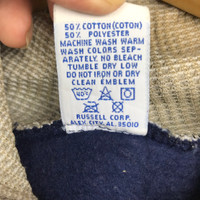 50% COTTON (COTON)
50% POLYESTER
MACHINE WASH WARM
WASH COLORS SEP-
ARATELY. NO BLEACH
TUMBLE DRY LOW
DO NOT IRON OR DRY
CLEAN EMBLEM
RUSSELL CORP.
ALEX CITY, AL 35010